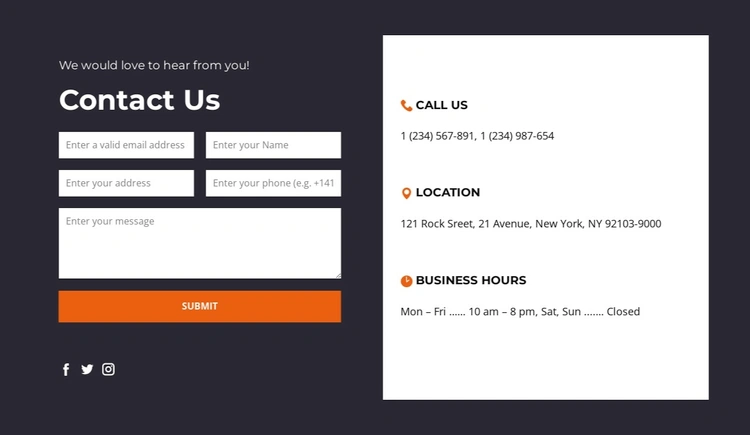 We would love to hear from you!
Contact Us
Enter a valid email address
Enter your Name
Enter your address
Enter your phone (e.g. +141
Enter your message
SUBMIT
CALL US
1 (234) 567-891, 1 (234) 987-654
LOCATION
121 Rock Sreet, 21 Avenue, New York, NY 92103-9000
BUSINESS HOURS
Mon – Fri ...... 10 am – 8 pm, Sat, Sun ....... Closed